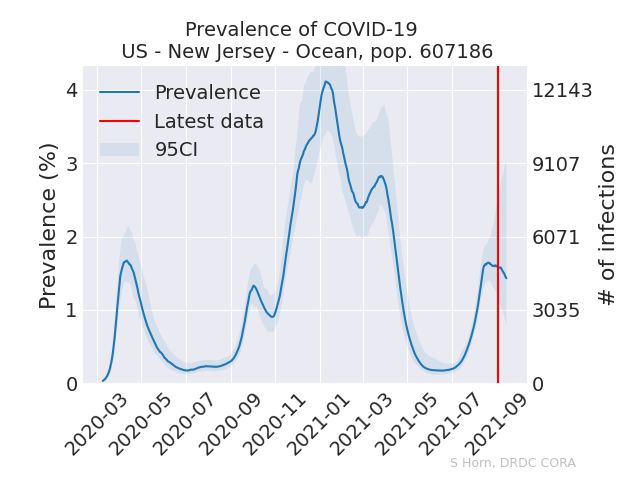 Prevalence of COVID-19
US - New Jersey - Ocean, pop. 607186
Prevalence
Latest data
95CI
Prevalence (%)
4
3
2
1
0
12143
9107
6071
3035
0
# of infections
2020-03
2020-05
2020-07
2020-09
2020-11
2021-01
2021-03
2021-05
2021-07
2021-09
S Horn, DRDC CORA